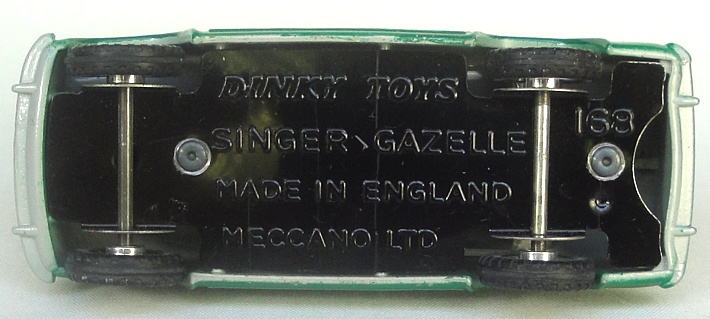 DINKY TOYS
168
SINGER GAZELLE
MADE IN ENGLAND
MECCANO LTD